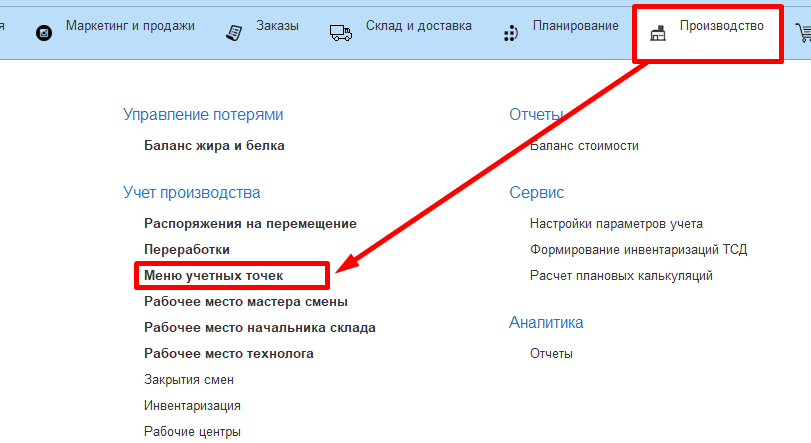 я
Маркетинг и продажи
Заказы
Склад и доставка
Планирование
Производство
Управление потерями
Баланс жира и белка
Учет производства
Распоряжения на перемещение
Переработки
Меню учетных точек
Рабочее место мастера смены
Рабочее место начальника склада
Рабочее место технолога
Закрытия смен
Инвентаризация
Рабочие центры
Отчеты
Баланс стоимости
Сервис
Настройки параметров учета
Формирование инвентаризаций ТСД
Расчет плановых калькуляций
Аналитика
Отчеты